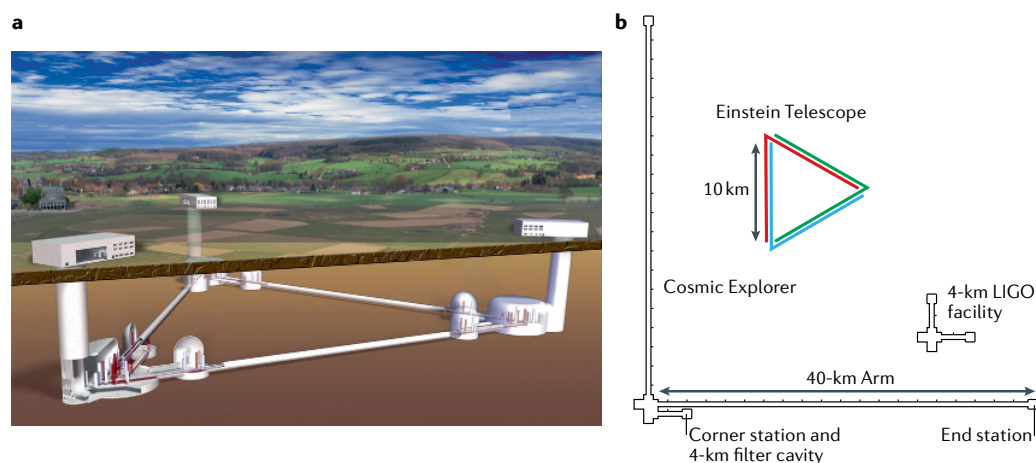 a
b
Einstein Telescope
10 km
Cosmic Explorer
4-km LIGO
facility
40-km Arm
Corner station and
4-km filter cavity
End station